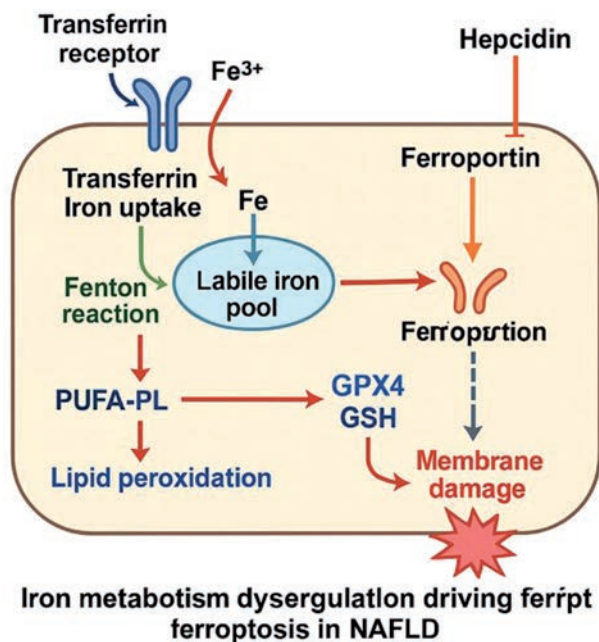 Transferrin
receptor
Fe3+
Hepcidin
Transferrin
Iron uptake
Fe
Ferroportin
Labile iron
pool
Fenton
reaction
Ferropıstion
PUFA-PL
GPX4
GSH
Lipid peroxidation
Membrane
damage
Iron metabotism dysergulatlon driving ferŕpt
ferroptosis in NAFLD